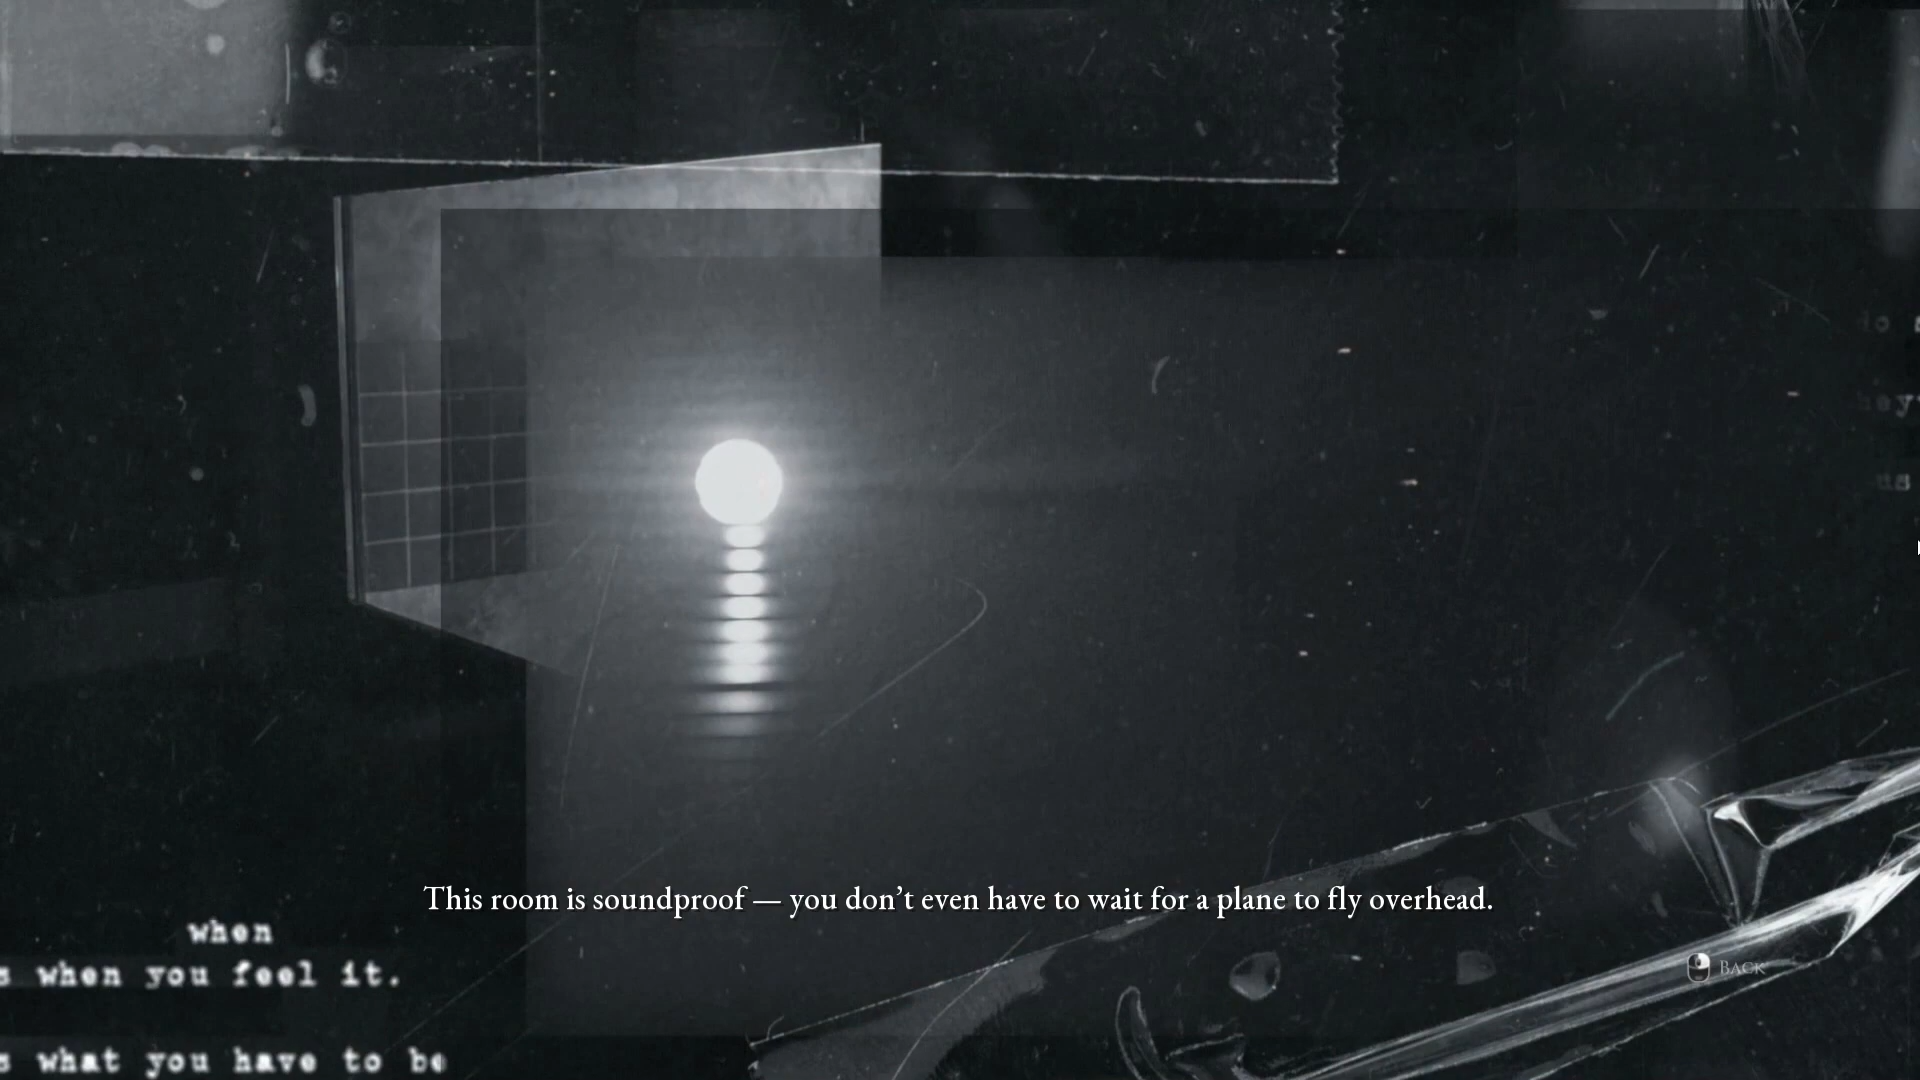 This room is soundproof — you don’t even have to wait for a plane to fly overhead.
when
s when you feel it.
Back
s what you have to be